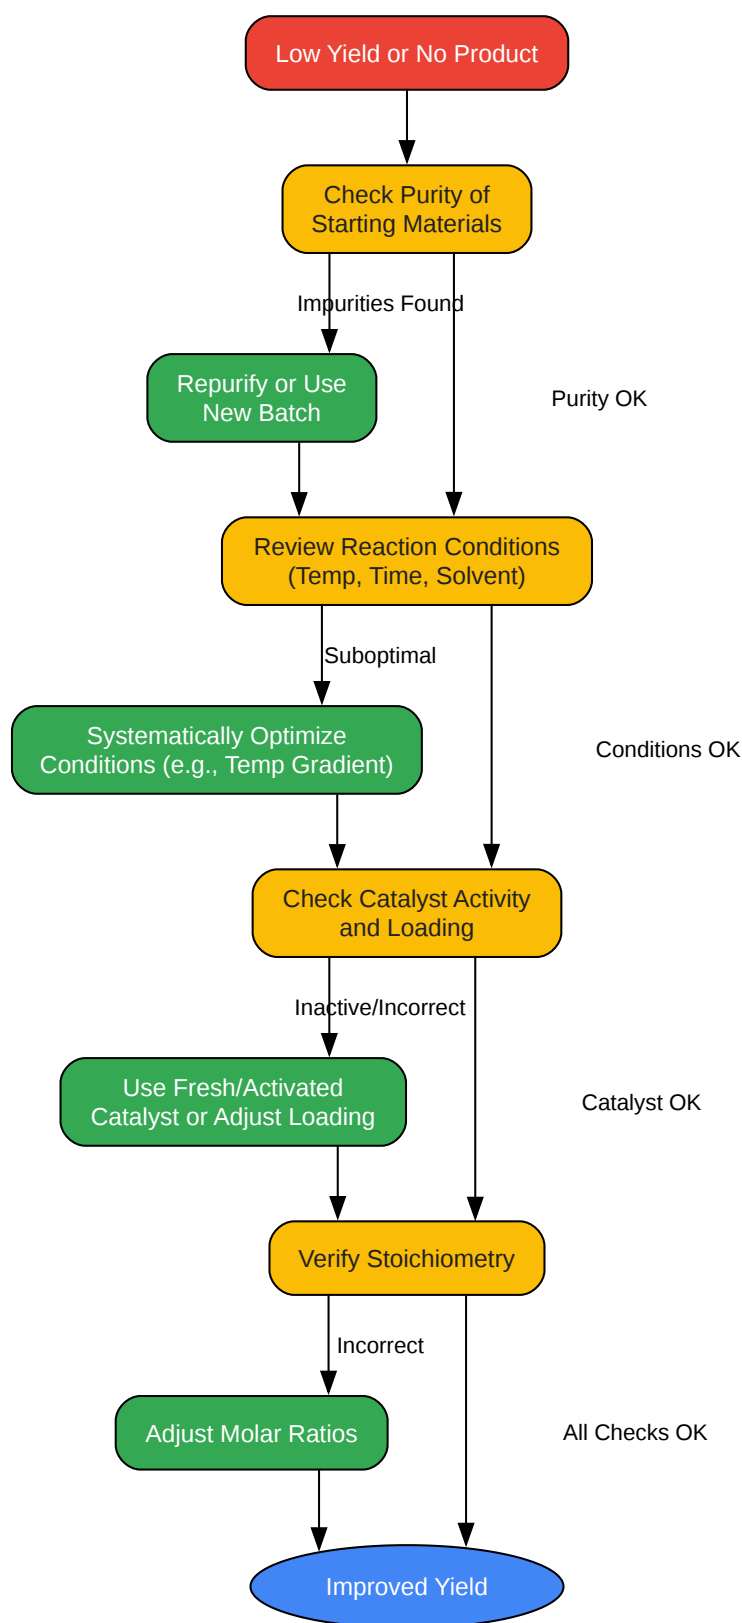 Low Yield or No Product
Check Purity of
Starting Materials
Impurities Found
Repurify or Use
New Batch
Purity OK
Review Reaction Conditions
(Temp, Time, Solvent)
Suboptimal
Systematically Optimize
Conditions (e.g., Temp Gradient)
Conditions OK
Check Catalyst Activity
and Loading
Inactive/Incorrect
Use Fresh/Activated
Catalyst or Adjust Loading
Catalyst OK
Verify Stoichiometry
Incorrect
Adjust Molar Ratios
All Checks OK
Improved Yield